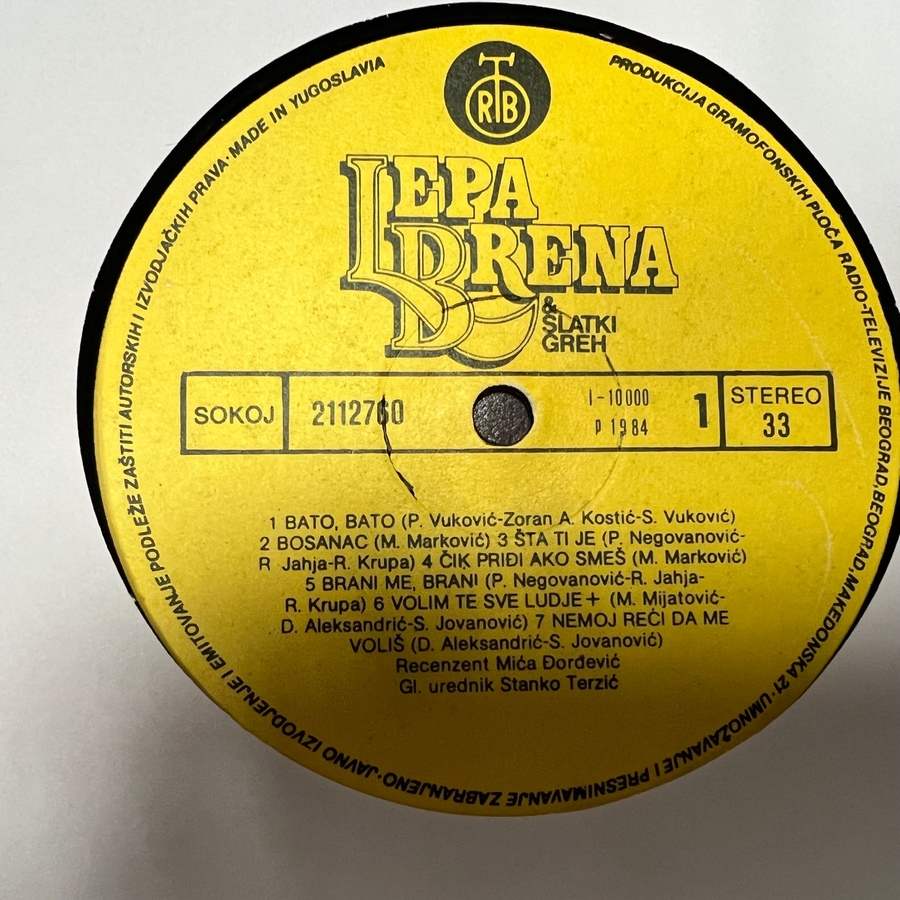 RTB
LEPA
BRENA
&
SLATKI
GREH
SOKOJ
2112760
I-10000
P 1984
1
STEREO
33
1 BATO, BATO (P. Vuković-Zoran A. Kostić-S. Vuković)
2 BOSANAC (M. Marković) 3 ŠTA TI JE (P. Negovanović-
R Jahja-R. Krupa) 4 ČIK PRIĐI AKO SMEŠ (M. Marković)
5 BRANI ME, BRANI (P. Negovanović-R. Jahja-
R. Krupa) 6 VOLIM TE SVE LUDJE+ (M. Mijatović-
D. Aleksandrić-S. Jovanović) 7 NEMOJ REĆI DA ME
VOLIŠ (D. Aleksandrić-S. Jovanović)
Recenzent Mića Đorđević
Gl. urednik Stanko Terzić
PRODUKCIJA GRAMOFONSKIH PLOČA RADIO-TELEVIZIJE BEOGRAD, BEOGRAD, MAKEDONSKA 21 · UMNOŽAVANJE I PRESNIMAVANJE ZABRANJENO · JAVNO IZVODJENJE I EMITOVANJE PODLEŽE ZAŠTITI AUTORSKIH I IZVODJAČKIH PRAVA · MADE IN YUGOSLAVIA